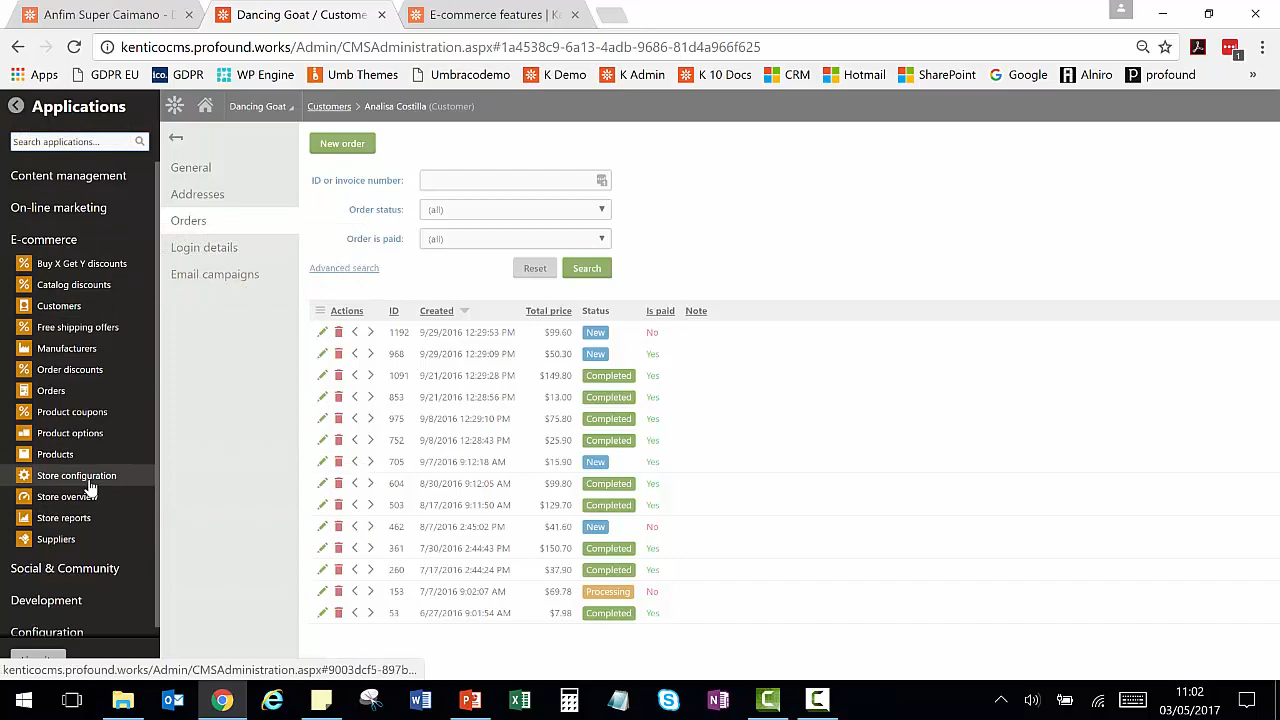 Anfim Super Caimano - D
Dancing Goat / Custome
E-commerce features | Ke
kenticocms.profound.works/Admin/CMSAdministration.aspx#1a4538c9-6a13-4adb-9686-81d4a966f625
1
Apps
GDPR D
ico. GDPR
WP Engine
Umb Themes
Umbracodemo
K Demo
K Admin
K 10 Docs
CRM
Hotmail
SharePoint
Google
Alniro
profound
»
Applications
Dancing Goat
Customers > Analisa Costilla (Customer)
Search applications...
Content management
On-line marketing
E-commerce
Buy X Get Y discounts
Catalog discounts
Customers
Free shipping offers
Manufacturers
Order discounts
Orders
Product coupons
Product options
Products
Store configuration
Store overview
Store reports
Suppliers
Social & Community
Development
Configuration
General
Addresses
Orders
Login details
Email campaigns
New order
ID or invoice number:
Order status: (all)
Order is paid: (all)
Advanced search Reset Search
Actions ID Created Total price Status Is paid Note
1192 9/29/2016 12:29:53 PM $99.60 New No
968 9/29/2016 12:29:09 PM $50.30 New Yes
1091 9/21/2016 12:29:28 PM $149.80 Completed Yes
853 9/21/2016 12:28:56 PM $13.00 Completed Yes
975 9/8/2016 12:29:10 PM $75.80 Completed Yes
752 9/8/2016 12:28:43 PM $25.90 Completed Yes
705 9/7/2016 9:12:18 AM $15.90 New Yes
604 8/30/2016 9:12:05 AM $99.80 Completed Yes
503 8/17/2016 9:11:50 AM $129.70 Completed Yes
462 8/7/2016 2:45:02 PM $41.60 New No
361 7/30/2016 2:44:43 PM $150.70 Completed Yes
260 7/17/2016 2:44:24 PM $37.90 Completed Yes
153 7/7/2016 9:02:07 AM $69.78 Processing No
53 6/27/2016 9:01:54 AM $7.98 Completed Yes
kenticocms.profound.works/Admin/CMSAdministration.aspx#9003dcf5-897b...
11:02
03/05/2017